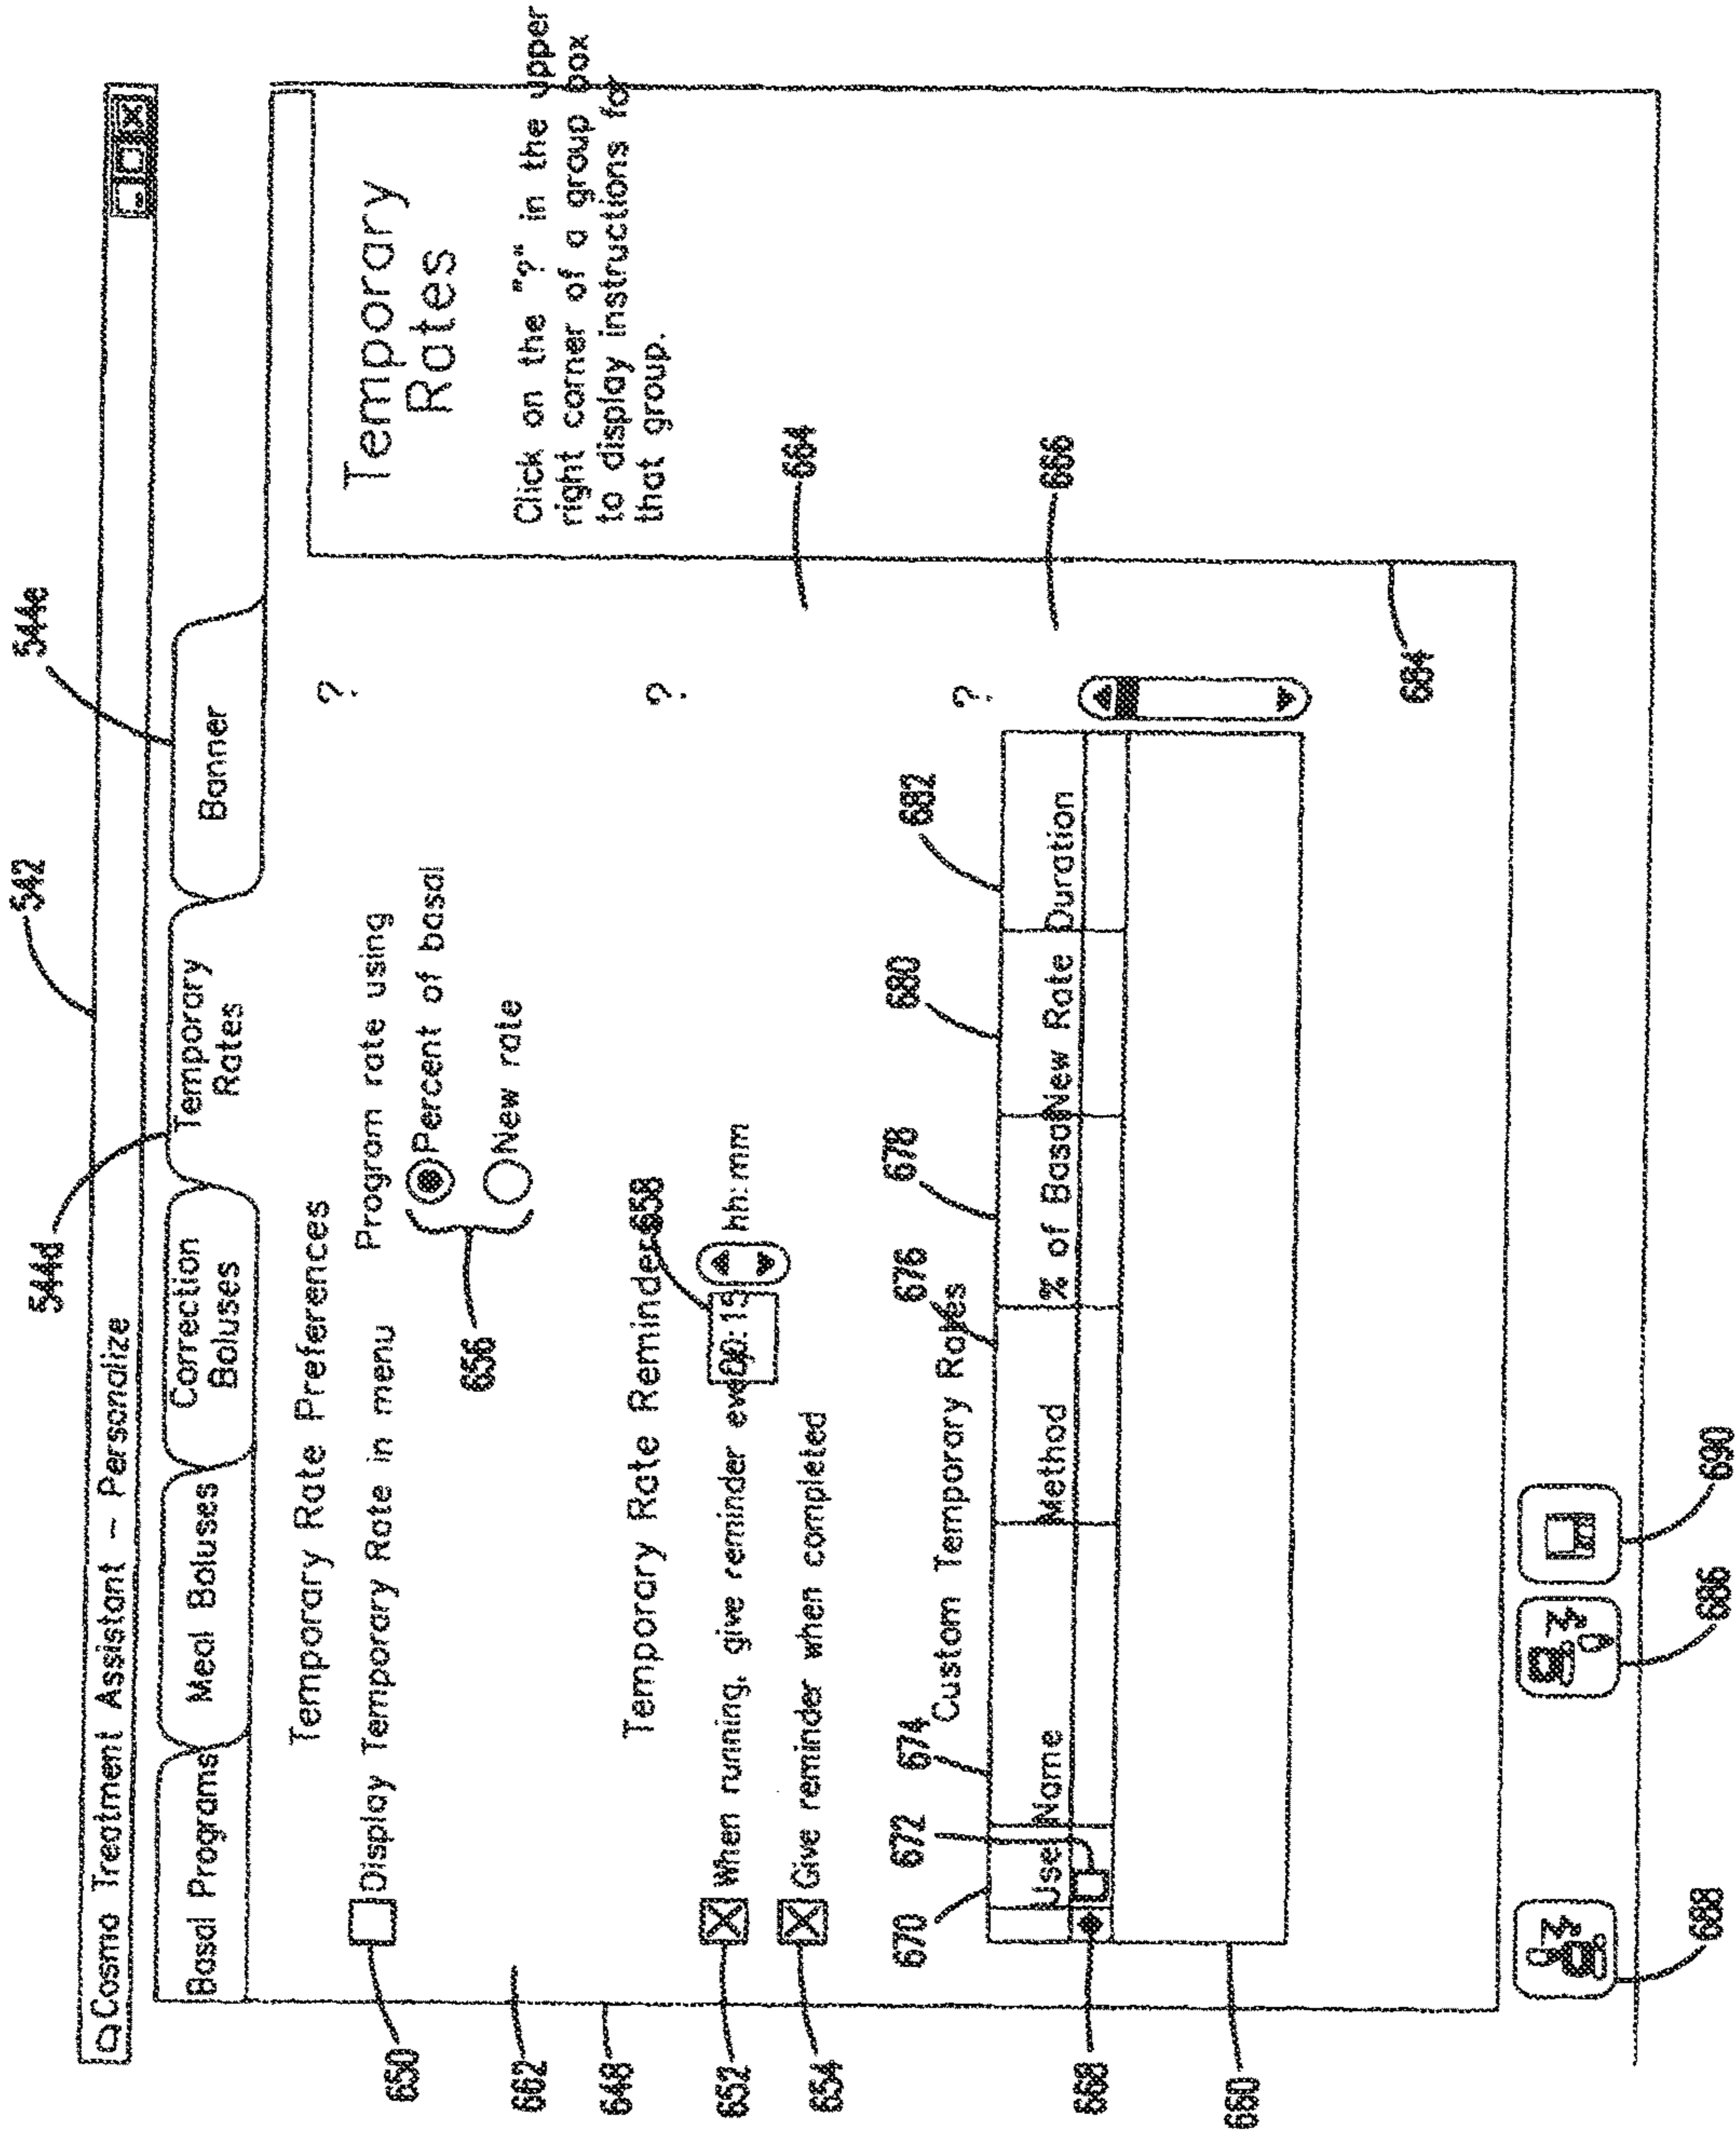 542
544d
544e
Cosmo Treatment Assistant – Personalize
Basal Programs
Meal Boluses
Correction
Boluses
Temporary
Rates
Banner
Temporary Rate Preferences
?
650
Display Temporary Rate in menu
Program rate using
Percent of basal
New rate
656
662
648
Temporary Rate Reminders
658
?
652
When running, give reminder every
00:15
hh:mm
654
Give reminder when completed
Custom Temporary Rates
?
670
672
674
676
678
680
682
Use
Name
Method
% of Basal
New Rate
Duration
668
660
Temporary
Rates
Click on the "?" in the upper
right corner of a group box
to display instructions for
that group.
664
666
684
688
686
690